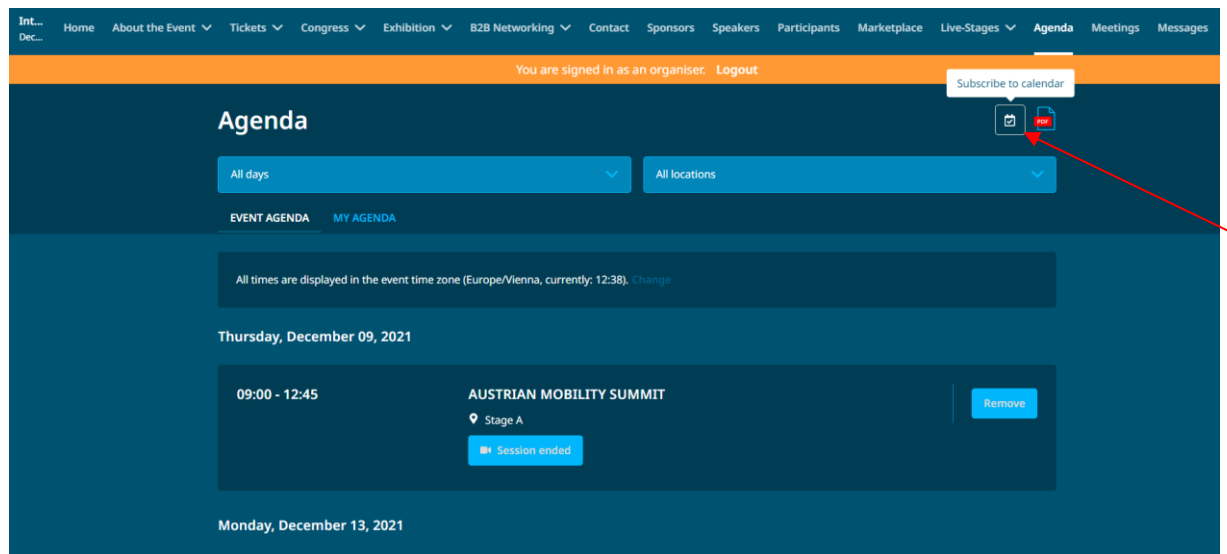 Int...
Dec...
Home About the Event Tickets Congress Exhibition B2B Networking Contact Sponsors Speakers Participants Marketplace Live-Stages Agenda Meetings Messages
You are signed in as an organiser. Logout
Subscribe to calendar
Agenda
PDF
All days All locations
EVENT AGENDA MY AGENDA
All times are displayed in the event time zone (Europe/Vienna, currently: 12:38). Change
Thursday, December 09, 2021
09:00 - 12:45 AUSTRIAN MOBILITY SUMMIT
Stage A
Remove
Session ended
Monday, December 13, 2021